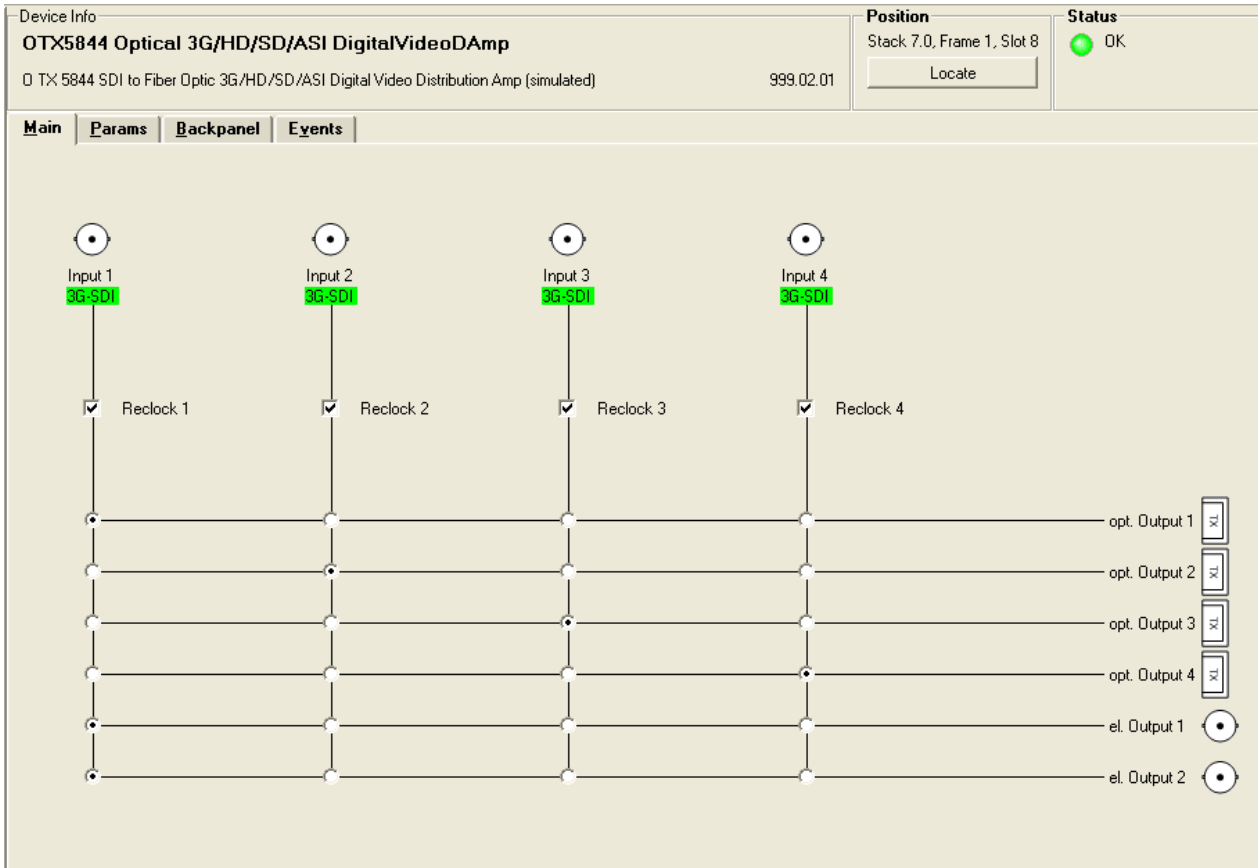 Device Info
OTX5844 Optical 3G/HD/SD/ASI DigitalVideoDAmp
O TX 5844 SDI to Fiber Optic 3G/HD/SD/ASI Digital Video Distribution Amp (simulated) 999.02.01
Position
Stack 7.0, Frame 1, Slot 8
Locate
Status
OK
Main Params Backpanel Events
Input 1 Input 2 Input 3 Input 4
3G-SDI 3G-SDI 3G-SDI 3G-SDI
Reclock 1 Reclock 2 Reclock 3 Reclock 4
opt. Output 1 TX
opt. Output 2 TX
opt. Output 3 TX
opt. Output 4 TX
el. Output 1
el. Output 2